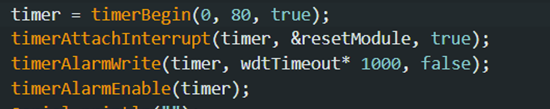 timer = timerBegin(0, 80, true);
timerAttachInterrupt(timer, &resetModule, true);
timerAlarmWrite(timer, wdtTimeout* 1000, false);
timerAlarmEnable(timer);